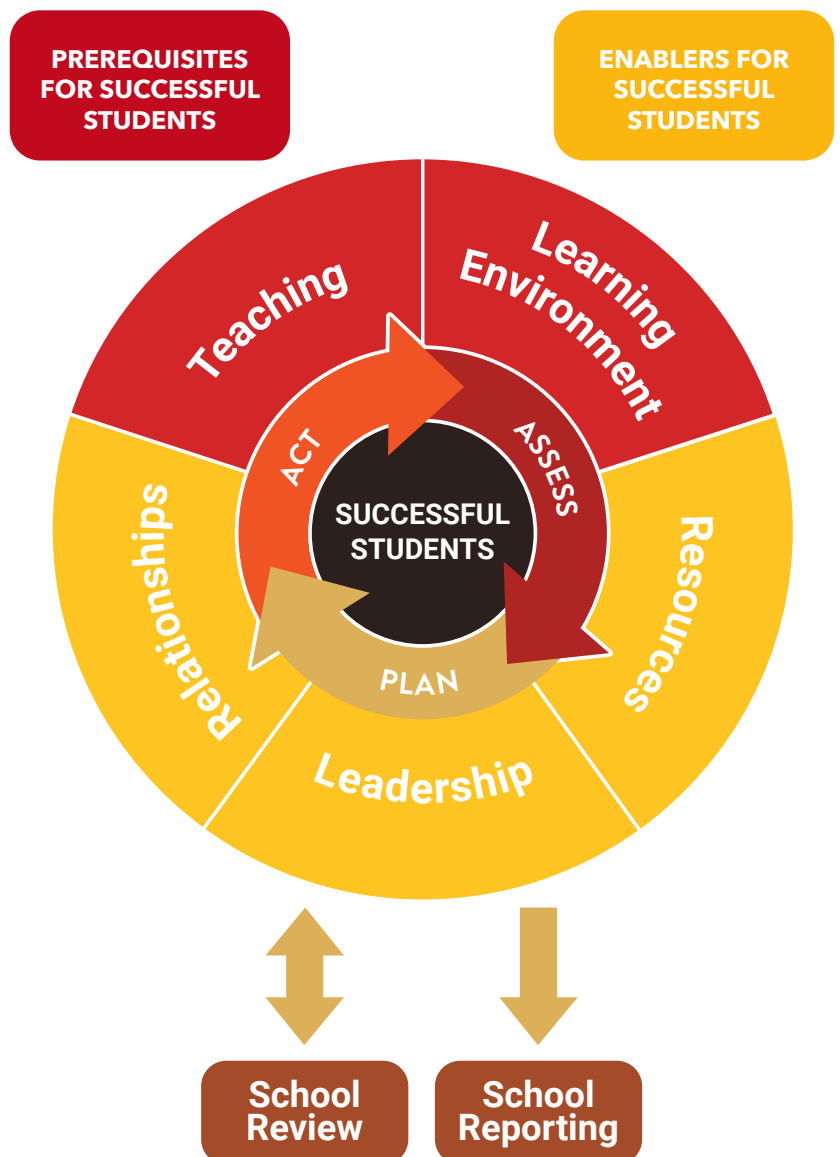 PREREQUISITES
FOR SUCCESSFUL
STUDENTS
ENABLERS FOR
SUCCESSFUL
STUDENTS
Teaching
Learning
Environment
ACT
ASSESS
SUCCESSFUL
STUDENTS
Relationships
Resources
PLAN
Leadership
School
Review
School
Reporting